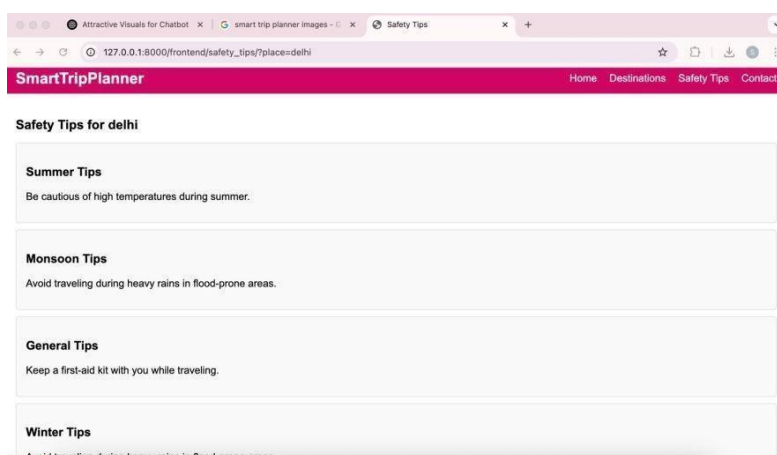 Attractive Visuals for Chatbot
smart trip planner images - G
Safety Tips
127.0.0.1:8000/frontend/safety_tips/?place=delhi
SmartTripPlanner
Home Destinations Safety Tips Contact
Safety Tips for delhi
Summer Tips
Be cautious of high temperatures during summer.
Monsoon Tips
Avoid traveling during heavy rains in flood-prone areas.
General Tips
Keep a first-aid kit with you while traveling.
Winter Tips